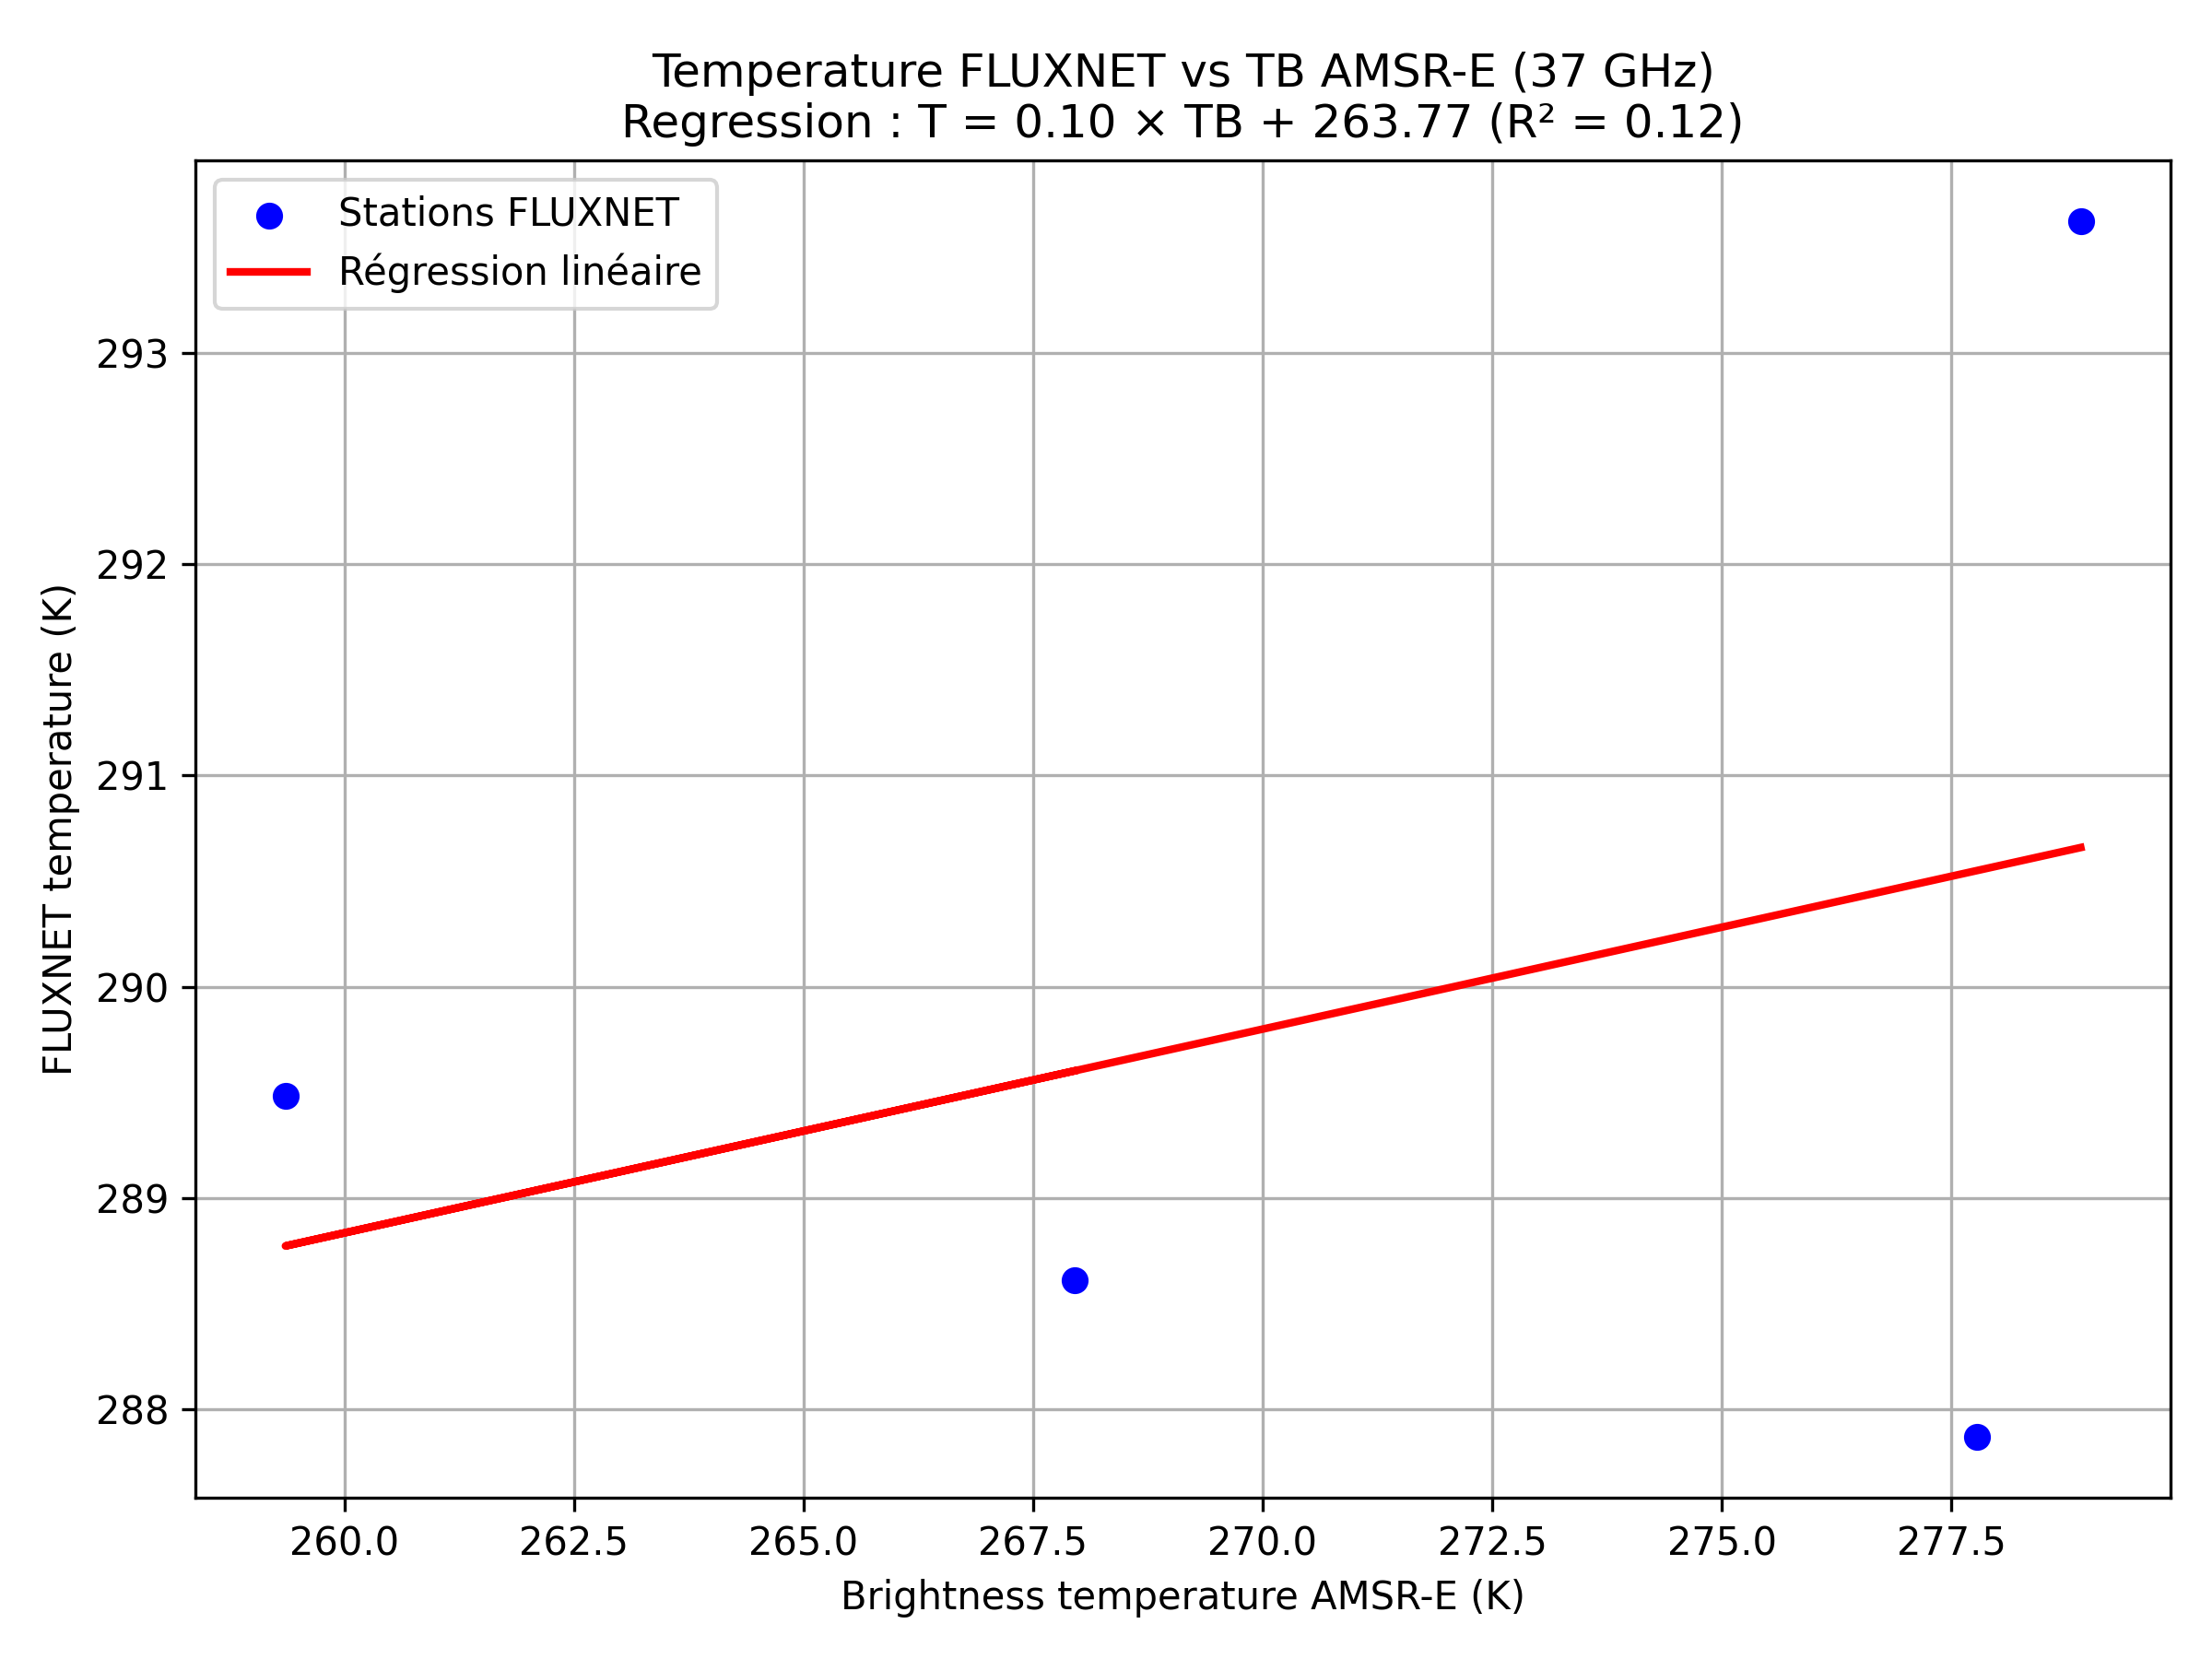 Temperature FLUXNET vs TB AMSR-E (37 GHz)
Regression : T = 0.10 × TB + 263.77 (R² = 0.12)
Stations FLUXNET
Régression linéaire
FLUXNET temperature (K)
293
292
291
290
289
288
260.0 262.5 265.0 267.5 270.0 272.5 275.0 277.5
Brightness temperature AMSR-E (K)